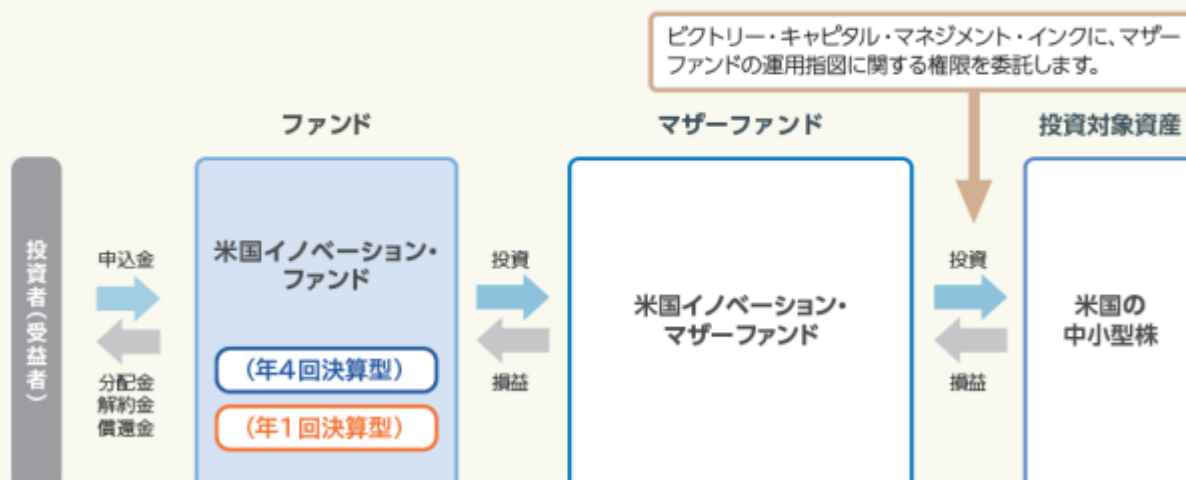 ビクトリー・キャピタル・マネジメント・インクに、マザー
ファンドの運用指図に関する権限を委託します。
ファンド
マザーファンド
投資対象資産
投資者(受益者)
申込金
分配金
解約金
償還金
米国イノベーション・
ファンド
(年4回決算型)
(年1回決算型)
投資
損益
米国イノベーション・
マザーファンド
投資
損益
米国の
中小型株